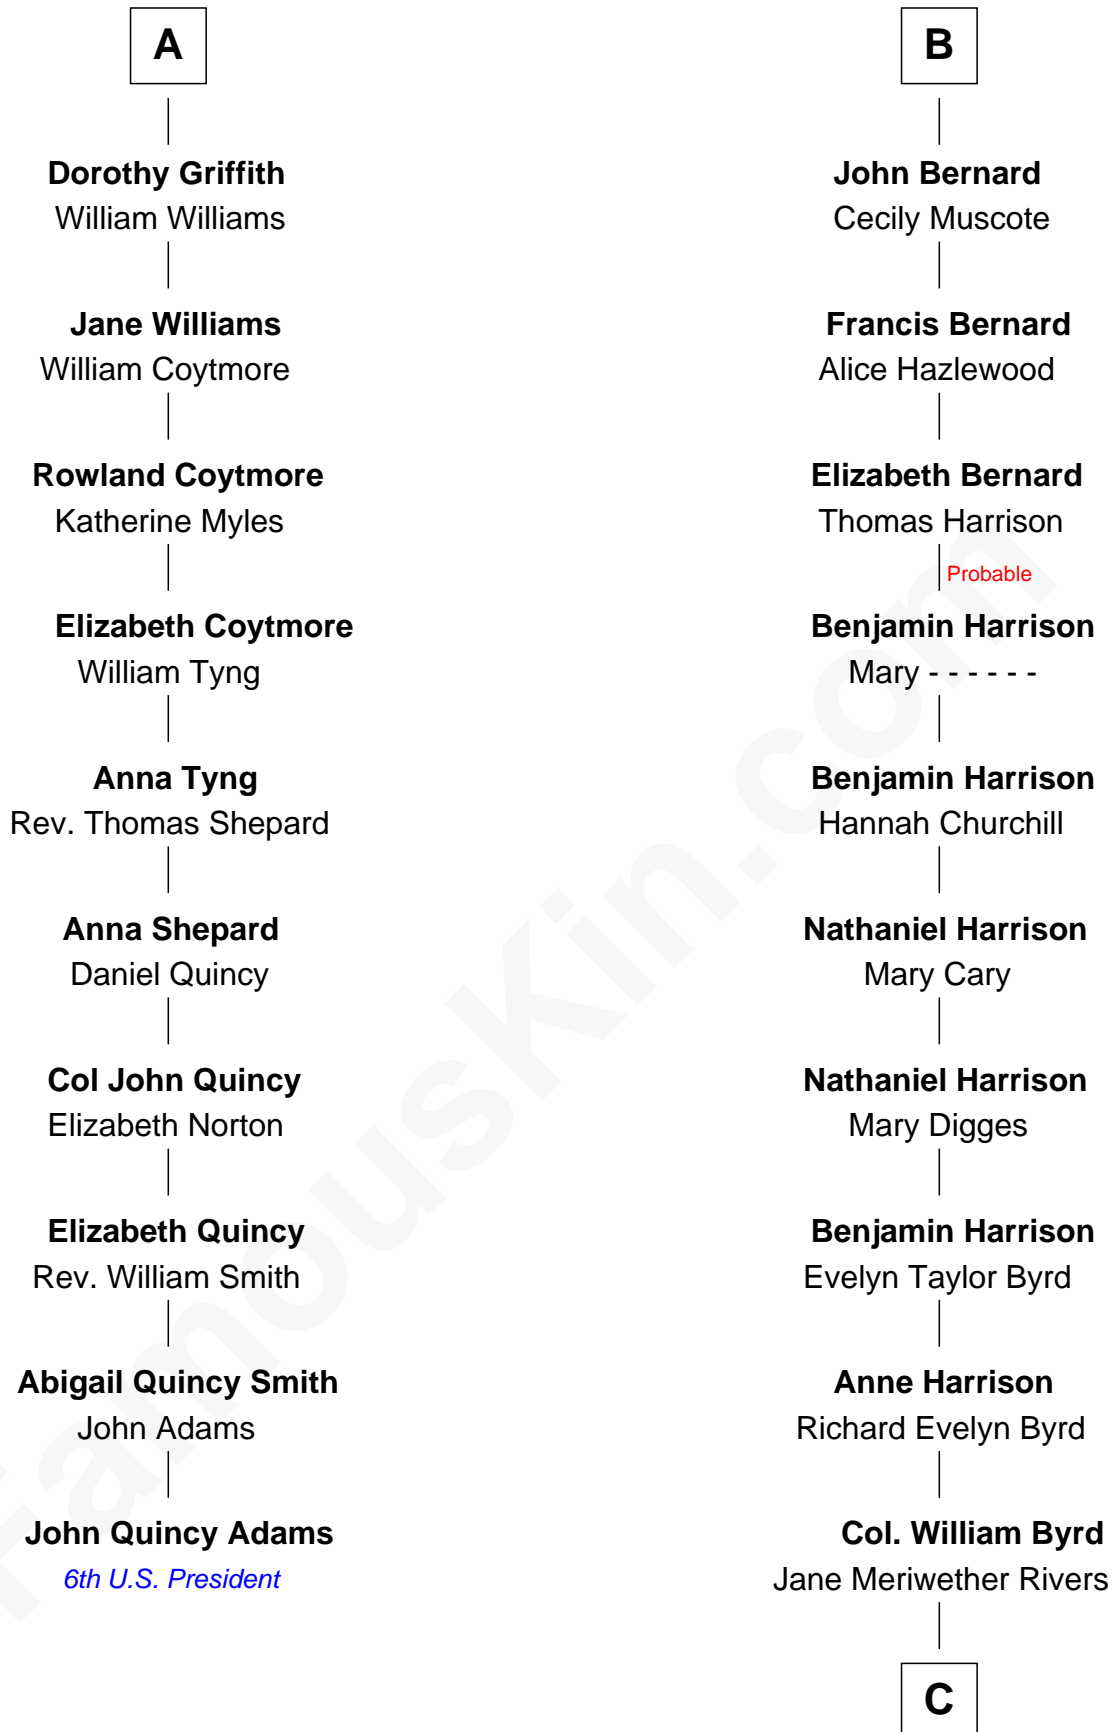 A
Dorothy Griffith
William Williams
Jane Williams
William Coytmore
Rowland Coytmore
Katherine Myles
Elizabeth Coytmore
William Tyng
Anna Tyng
Rev. Thomas Shepard
Anna Shepard
Daniel Quincy
Col John Quincy
Elizabeth Norton
Elizabeth Quincy
Rev. William Smith
Abigail Quincy Smith
John Adams
John Quincy Adams
6th U.S. President
B
John Bernard
Cecily Muscote
Francis Bernard
Alice Hazlewood
Elizabeth Bernard
Thomas Harrison
Probable
Benjamin Harrison
Mary - - - - - -
Benjamin Harrison
Hannah Churchill
Nathaniel Harrison
Mary Cary
Nathaniel Harrison
Mary Digges
Benjamin Harrison
Evelyn Taylor Byrd
Anne Harrison
Richard Evelyn Byrd
Col. William Byrd
Jane Meriwether Rivers
C
FamousKin.com